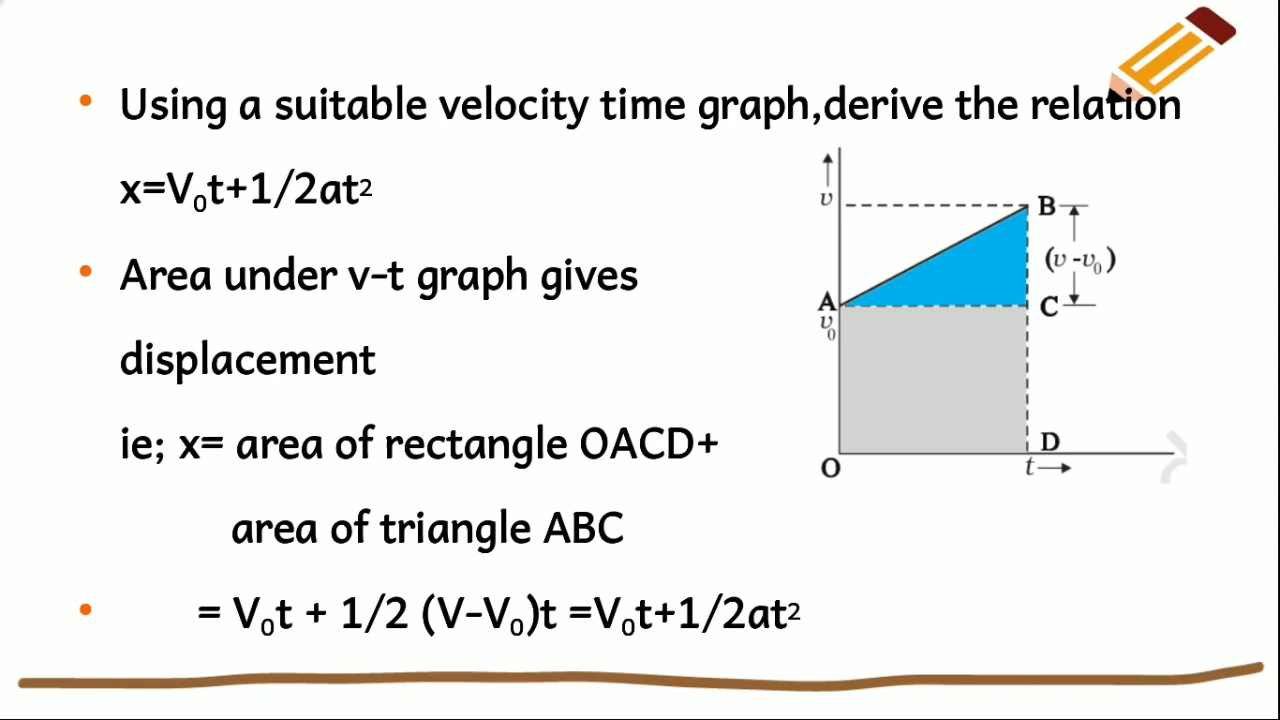 • Using a suitable velocity time graph,derive the relation
x=V₀t+1/2at²
• Area under v-t graph gives
displacement
ie; x= area of rectangle OACD+
area of triangle ABC
• = V₀t + 1/2 (V-V₀)t =V₀t+1/2at²
v
B
(v -v₀)
A
C
v₀
D
O
t